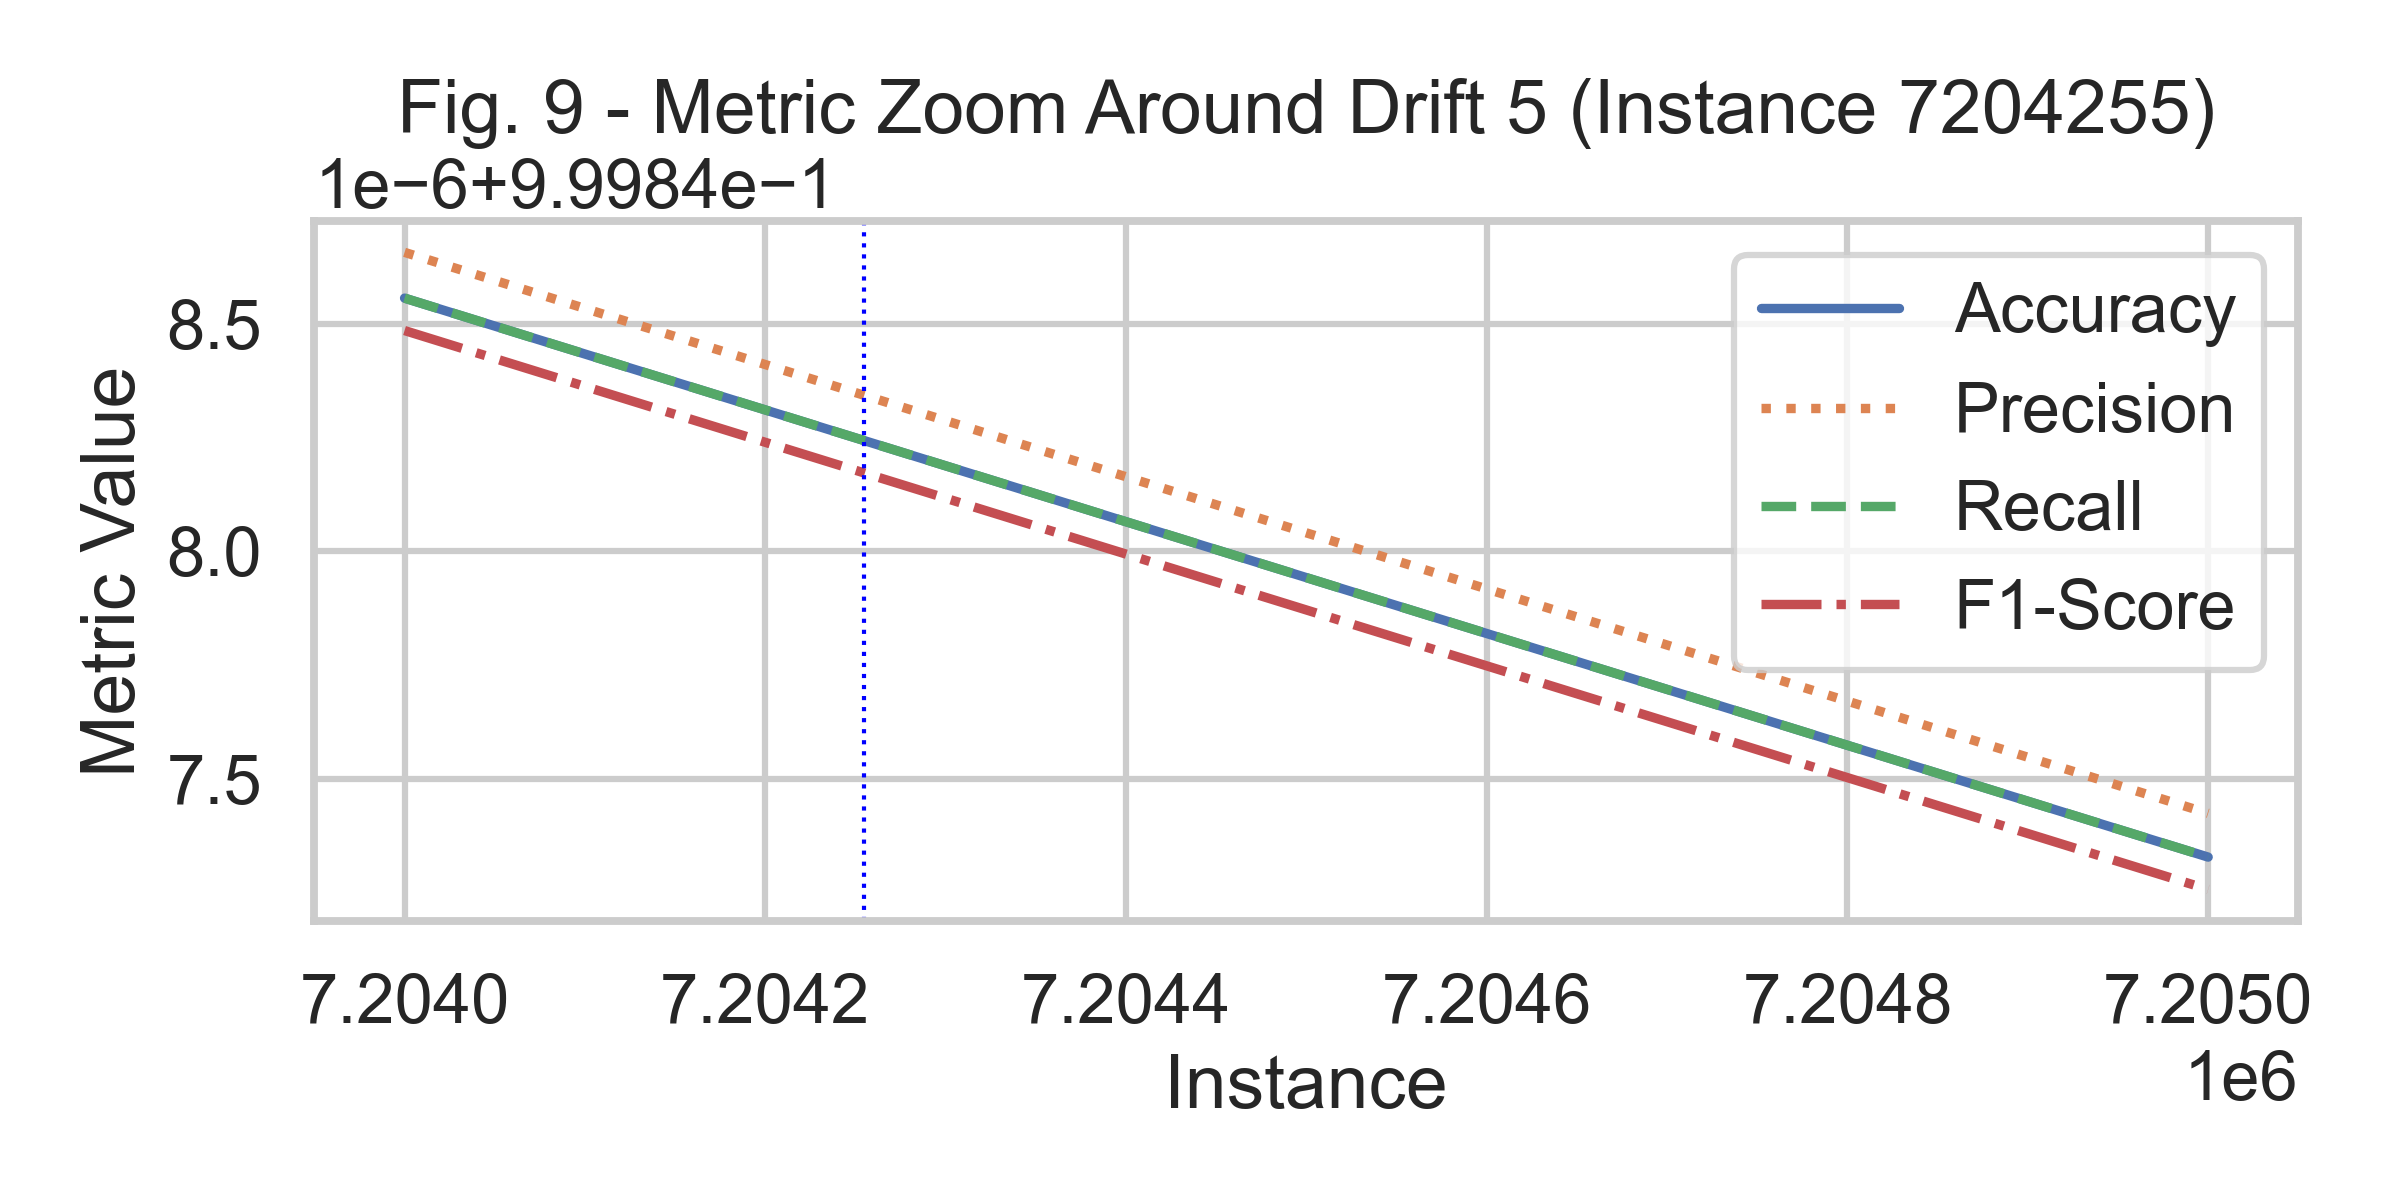 Fig. 9 - Metric Zoom Around Drift 5 (Instance 7204255)
1e−6+9.9984e−1
8.5
8.0
7.5
Metric Value
Accuracy
Precision
Recall
F1-Score
7.2040 7.2042 7.2044 7.2046 7.2048 7.2050
1e6
Instance